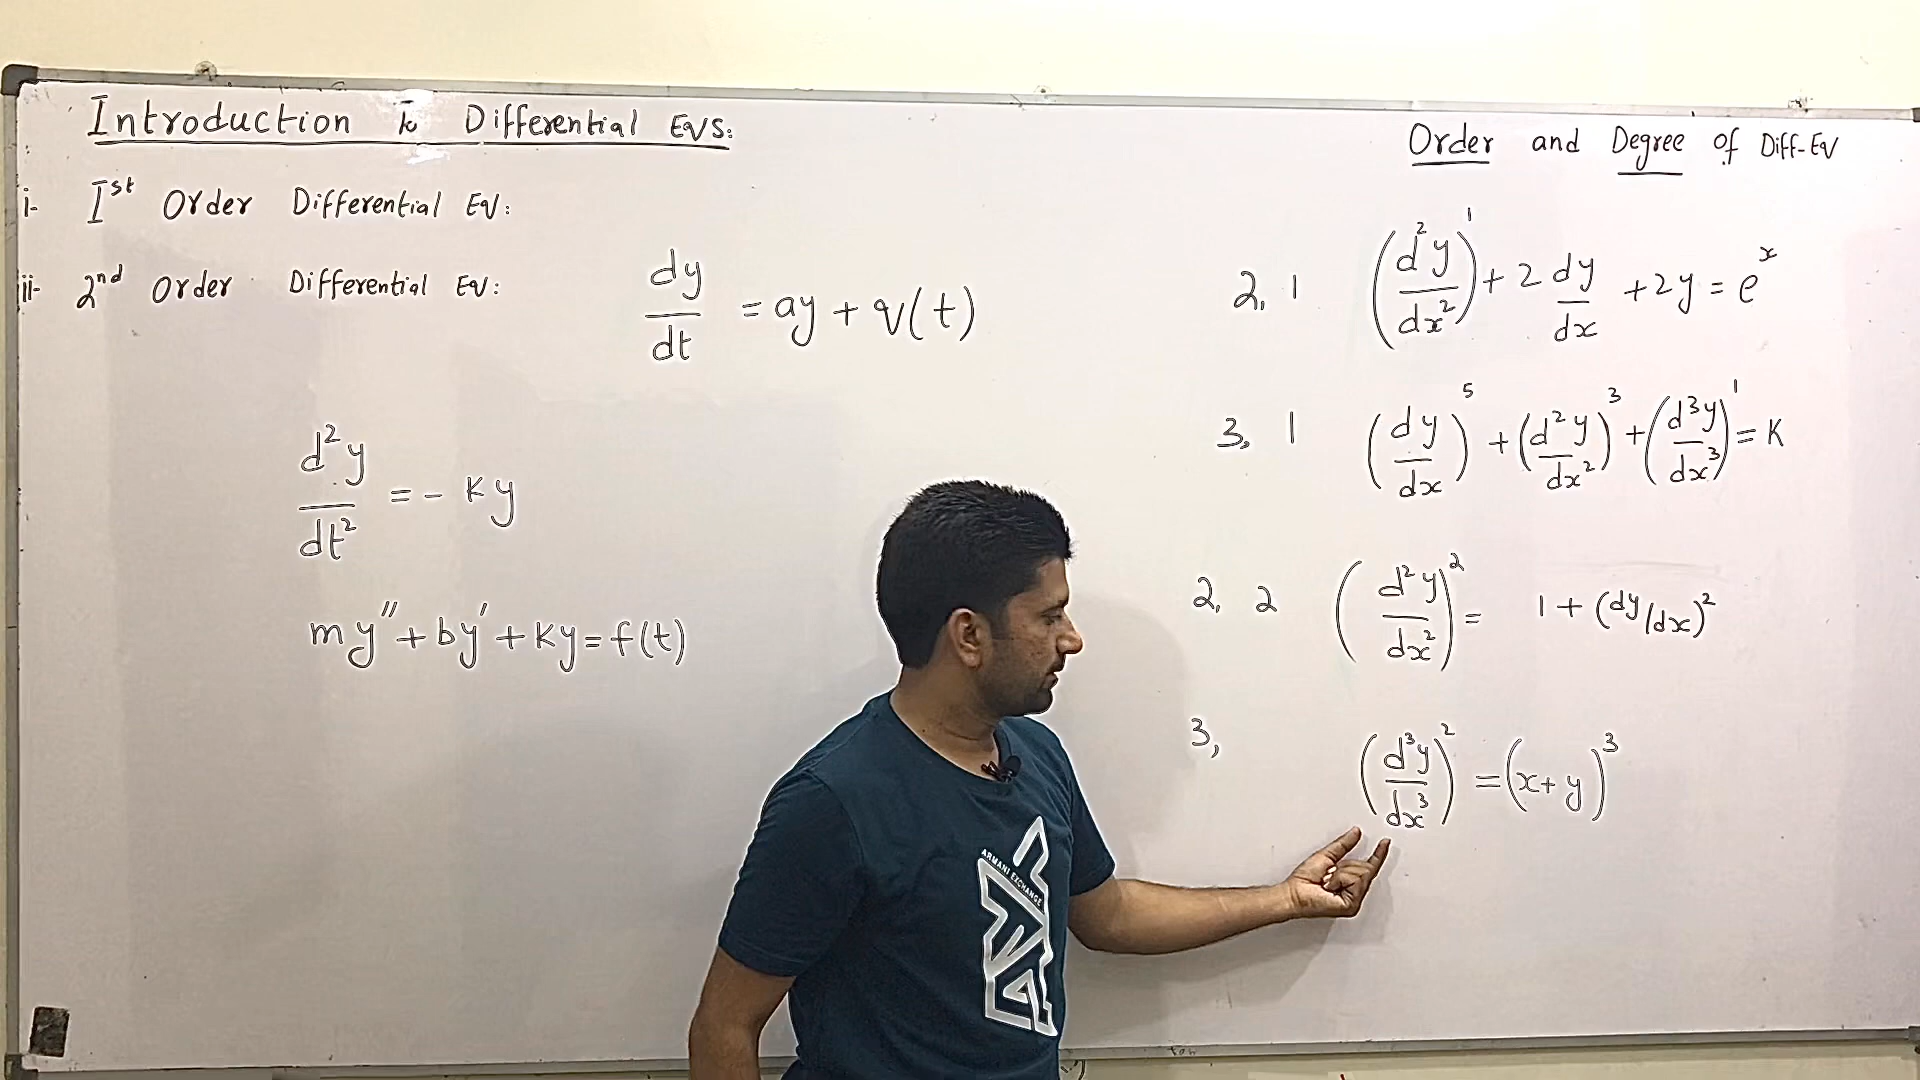 Introduction to Differential Eqs:
i- Ist Order Differential Eq:
ii- 2nd Order Differential Eq:
dy/dt = ay + q(t)
d²y/dt² = - Ky
my'' + by' + Ky = f(t)
Order and Degree of Diff-Eq
2, 1 (d²y/dx²)¹ + 2 dy/dx + 2y = eˣ
3, 1 (dy/dx)⁵ + (d²y/dx²)³ + (d³y/dx³)¹ = K
2, 2 (d²y/dx²)² = 1 + (dy/dx)²
3, (d³y/dx³)² = (x + y)³
ARMANI EXCHANGE